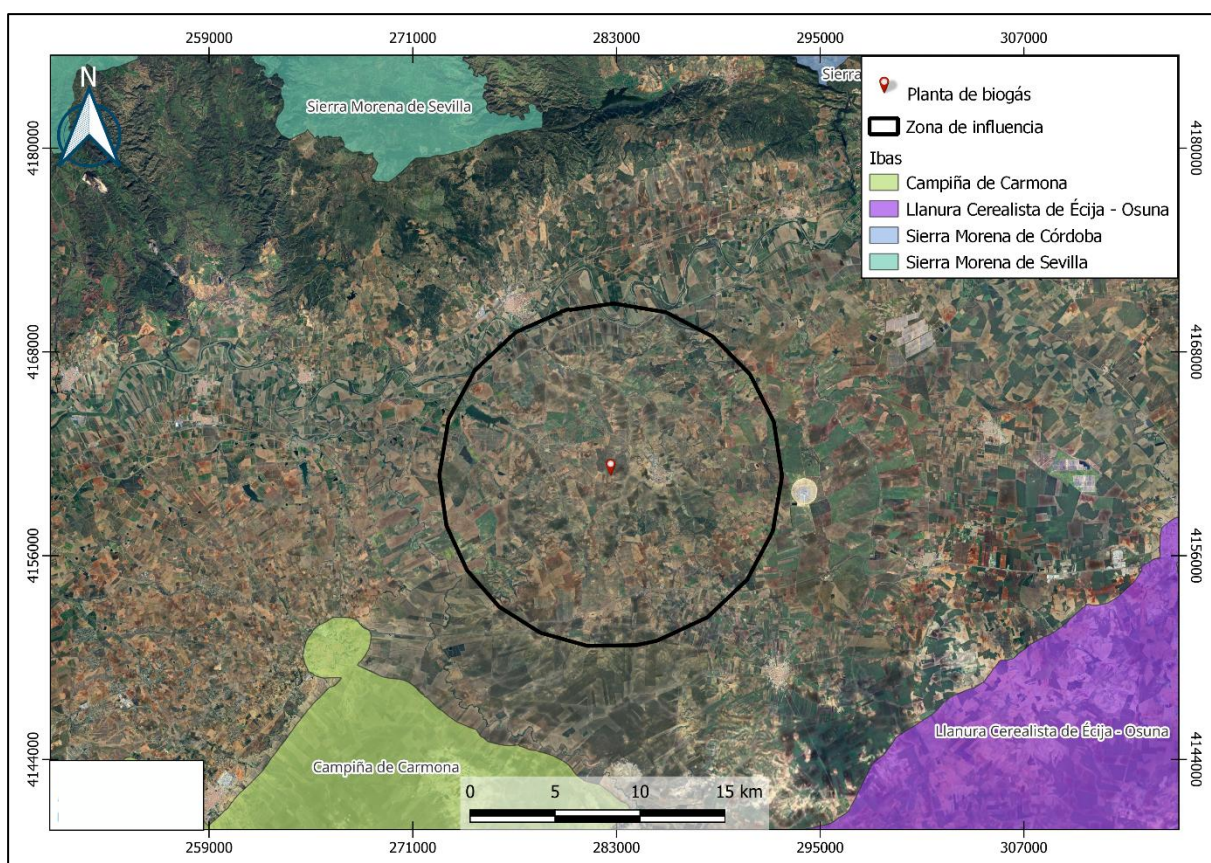 259000
271000
283000
295000
307000
N
Sierra Morena de Sevilla
Sierra
Planta de biogás
Zona de influencia
Ibas
Campiña de Carmona
Llanura Cerealista de Écija - Osuna
Sierra Morena de Córdoba
Sierra Morena de Sevilla
4180000
4180000
4168000
4168000
4156000
4156000
4144000
4144000
Llanura Cerealista de Écija - Osuna
Campiña de Carmona
0 5 10 15 km
259000
271000
283000
295000
307000